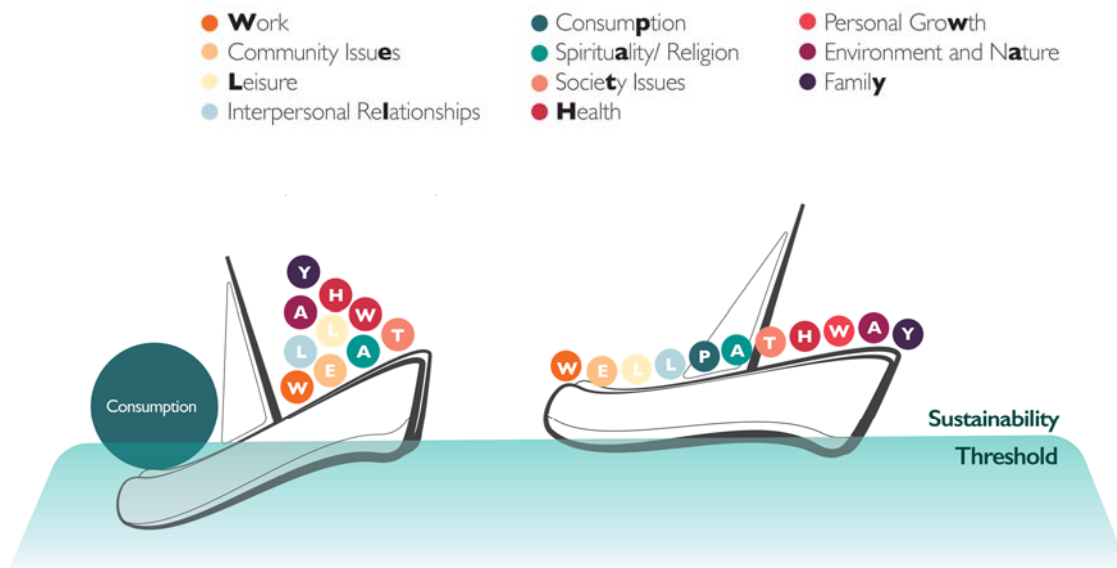 Work
Community Issues
Leisure
Interpersonal Relationships
Consumption
Spirituality/ Religion
Society Issues
Health
Personal Growth
Environment and Nature
Family
Consumption
Y
H
A
W
L
T
L
A
E
W
W
E
L
L
P
A
T
H
W
A
Y
Sustainability
Threshold